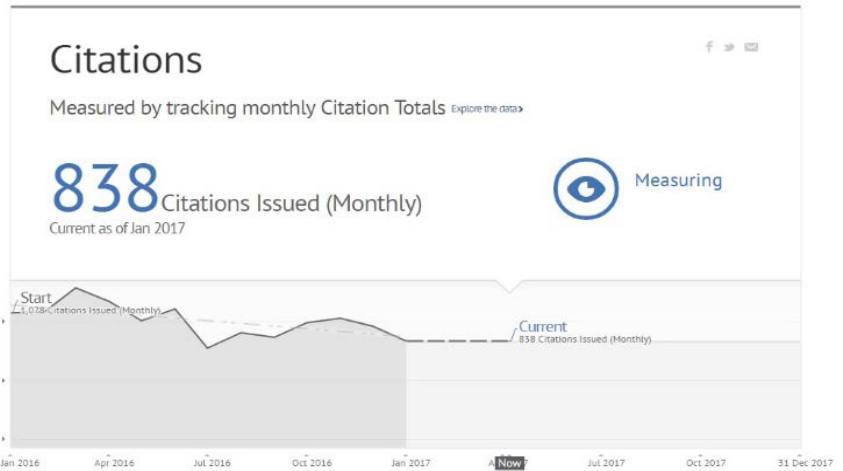 Citations
Measured by tracking monthly Citation Totals Explore the data>
838 Citations Issued (Monthly)
Current as of Jan 2017
Measuring
Start
1,078 Citations Issued (Monthly)
Current
838 Citations Issued (Monthly)
Jan 2016 Apr 2016 Jul 2016 Oct 2016 Jan 2017 Now Jul 2017 Oct 2017 31 Dec 2017